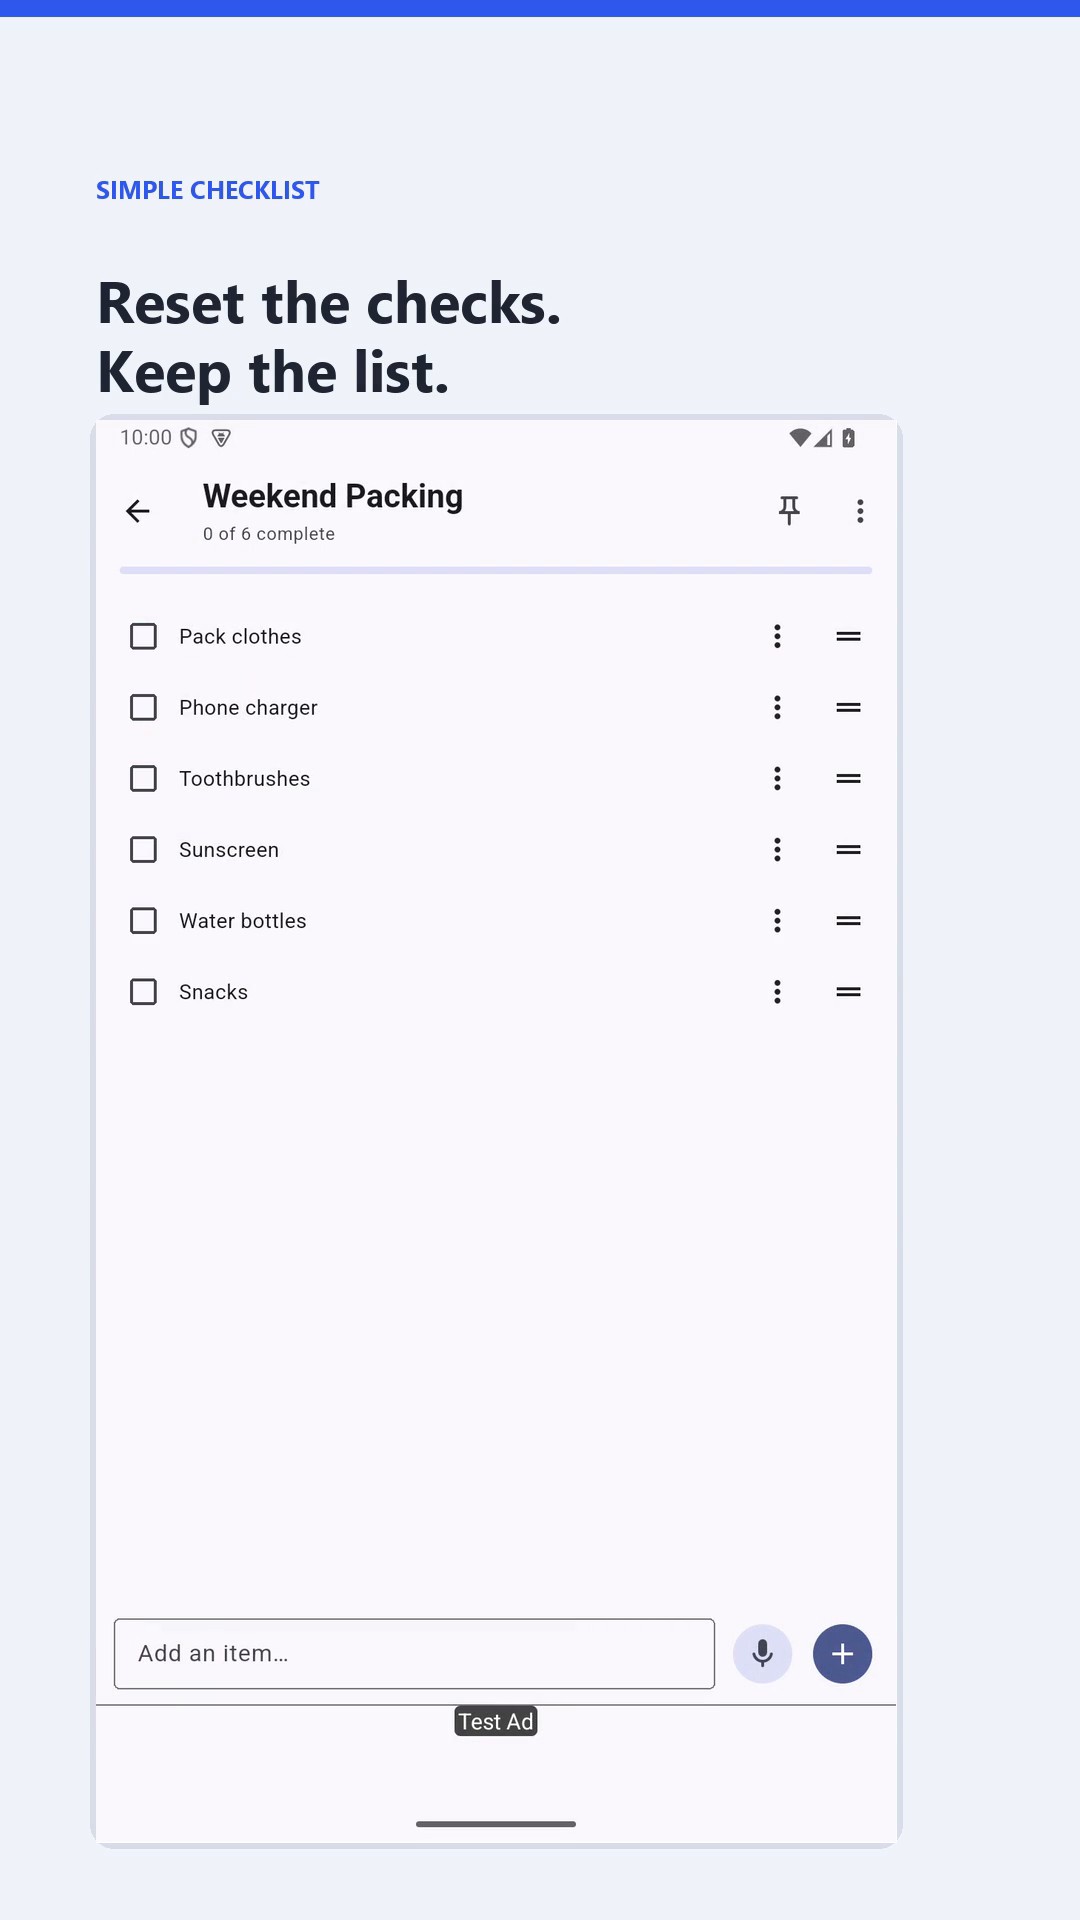 SIMPLE CHECKLIST
Reset the checks.
Keep the list.
10:00
Weekend Packing
0 of 6 complete
Pack clothes
Phone charger
Toothbrushes
Sunscreen
Water bottles
Snacks
Add an item…
Test Ad